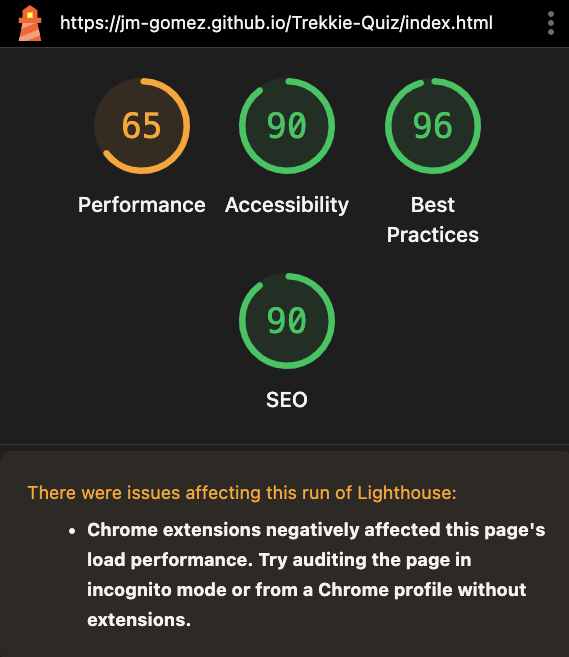 https://jm-gomez.github.io/Trekkie-Quiz/index.html
65
90
96
Performance
Accessibility
Best
Practices
90
SEO
There were issues affecting this run of Lighthouse:
• Chrome extensions negatively affected this page's
load performance. Try auditing the page in
incognito mode or from a Chrome profile without
extensions.